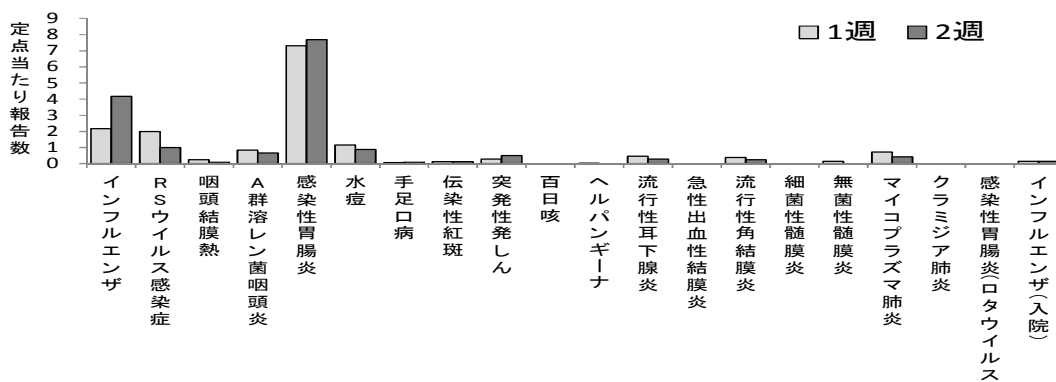 定点当たり報告数
9
8
7
6
5
4
3
2
1
0
1週 2週
インフルエンザ
RSウイルス感染症
咽頭結膜熱
A群溶レン菌咽頭炎
感染性胃腸炎
水痘
手足口病
伝染性紅斑
突発性発しん
百日咳
ヘルパンギーナ
流行性耳下腺炎
急性出血性結膜炎
流行性角結膜炎
細菌性髄膜炎
無菌性髄膜炎
マイコプラズマ肺炎
クラミジア肺炎
感染性胃腸炎(ロタウイルス
インフルエンザ(入院)